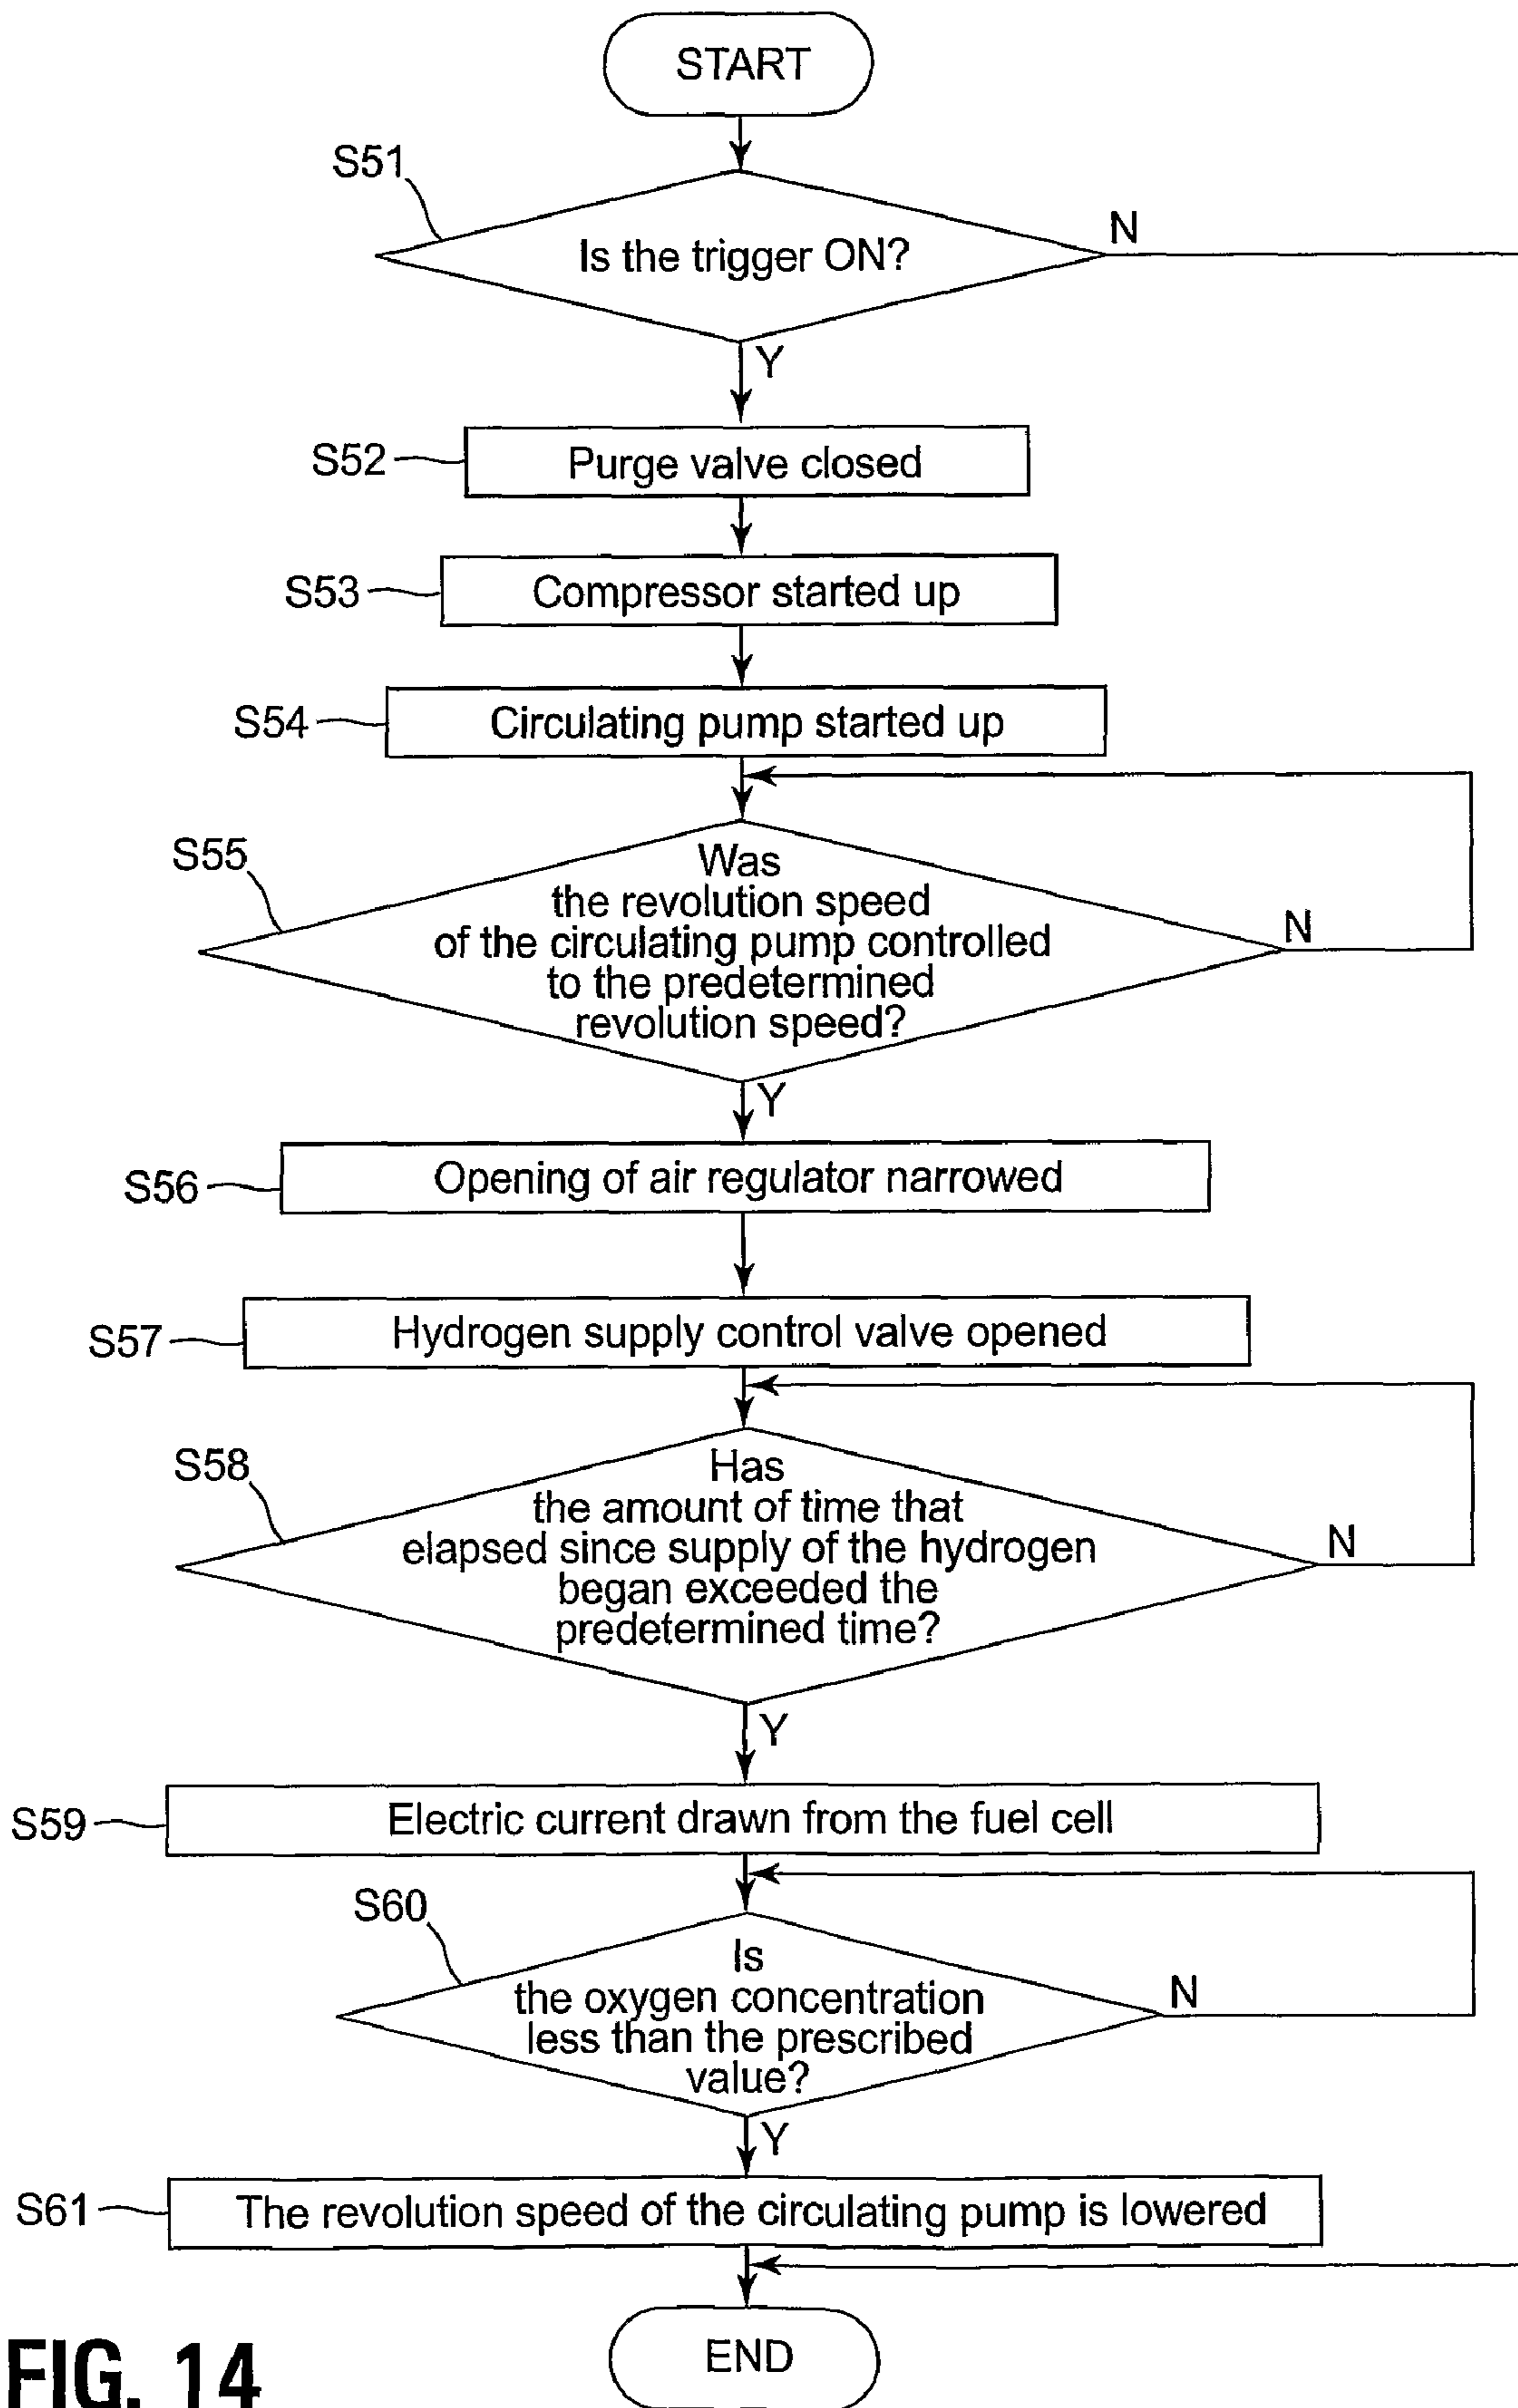 START
S51
Is the trigger ON?
N
Y
S52
Purge valve closed
S53
Compressor started up
S54
Circulating pump started up
S55
Was
the revolution speed
of the circulating pump controlled
to the predetermined
revolution speed?
N
Y
S56
Opening of air regulator narrowed
S57
Hydrogen supply control valve opened
S58
Has
the amount of time that
elapsed since supply of the hydrogen
began exceeded the
predetermined time?
N
Y
S59
Electric current drawn from the fuel cell
S60
Is
the oxygen concentration
less than the prescribed
value?
N
Y
S61
The revolution speed of the circulating pump is lowered
END
FIG. 14